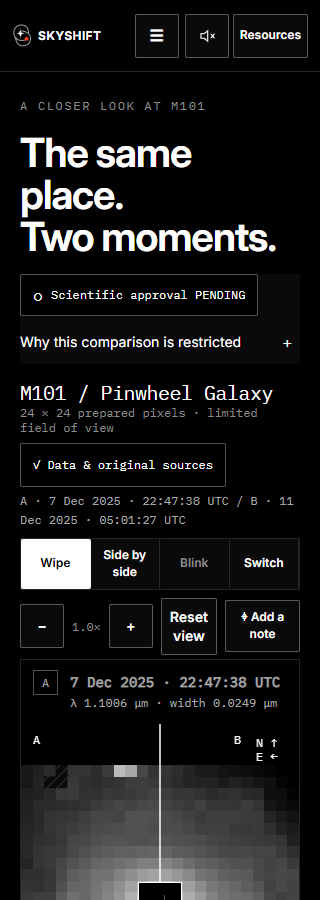 SKYSHIFT
Resources
A CLOSER LOOK AT M101
The same
place.
Two moments.
○ Scientific approval PENDING
Why this comparison is restricted +
M101 / Pinwheel Galaxy
24 × 24 prepared pixels · limited
field of view
√ Data & original sources
A · 7 Dec 2025 · 22:47:38 UTC / B · 11
Dec 2025 · 05:01:27 UTC
Wipe
Side by
side
Blink
Switch
− 1.0× +
Reset
view
Add a
note
A 7 Dec 2025 · 22:47:38 UTC
λ 1.1006 µm · width 0.0249 µm
A B N ↑
E ←